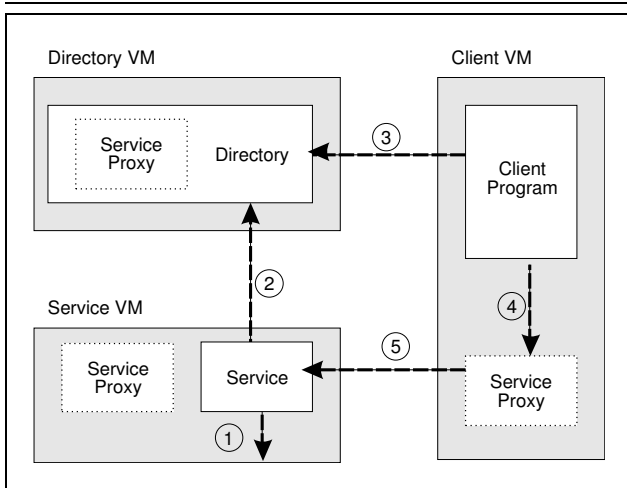 Directory VM
Client VM
Service
Proxy
Directory
3
Client
Program
2
4
Service VM
Service
Proxy
Service
5
Service
Proxy
1